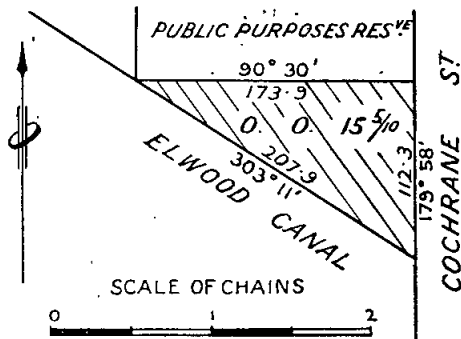 PUBLIC PURPOSES RESVE
90° 30'
173·9
0. 0. 15 5/10
207·9
303° 11'
ELWOOD CANAL
112·3
179° 58'
COCHRANE ST
SCALE OF CHAINS
0 1 2